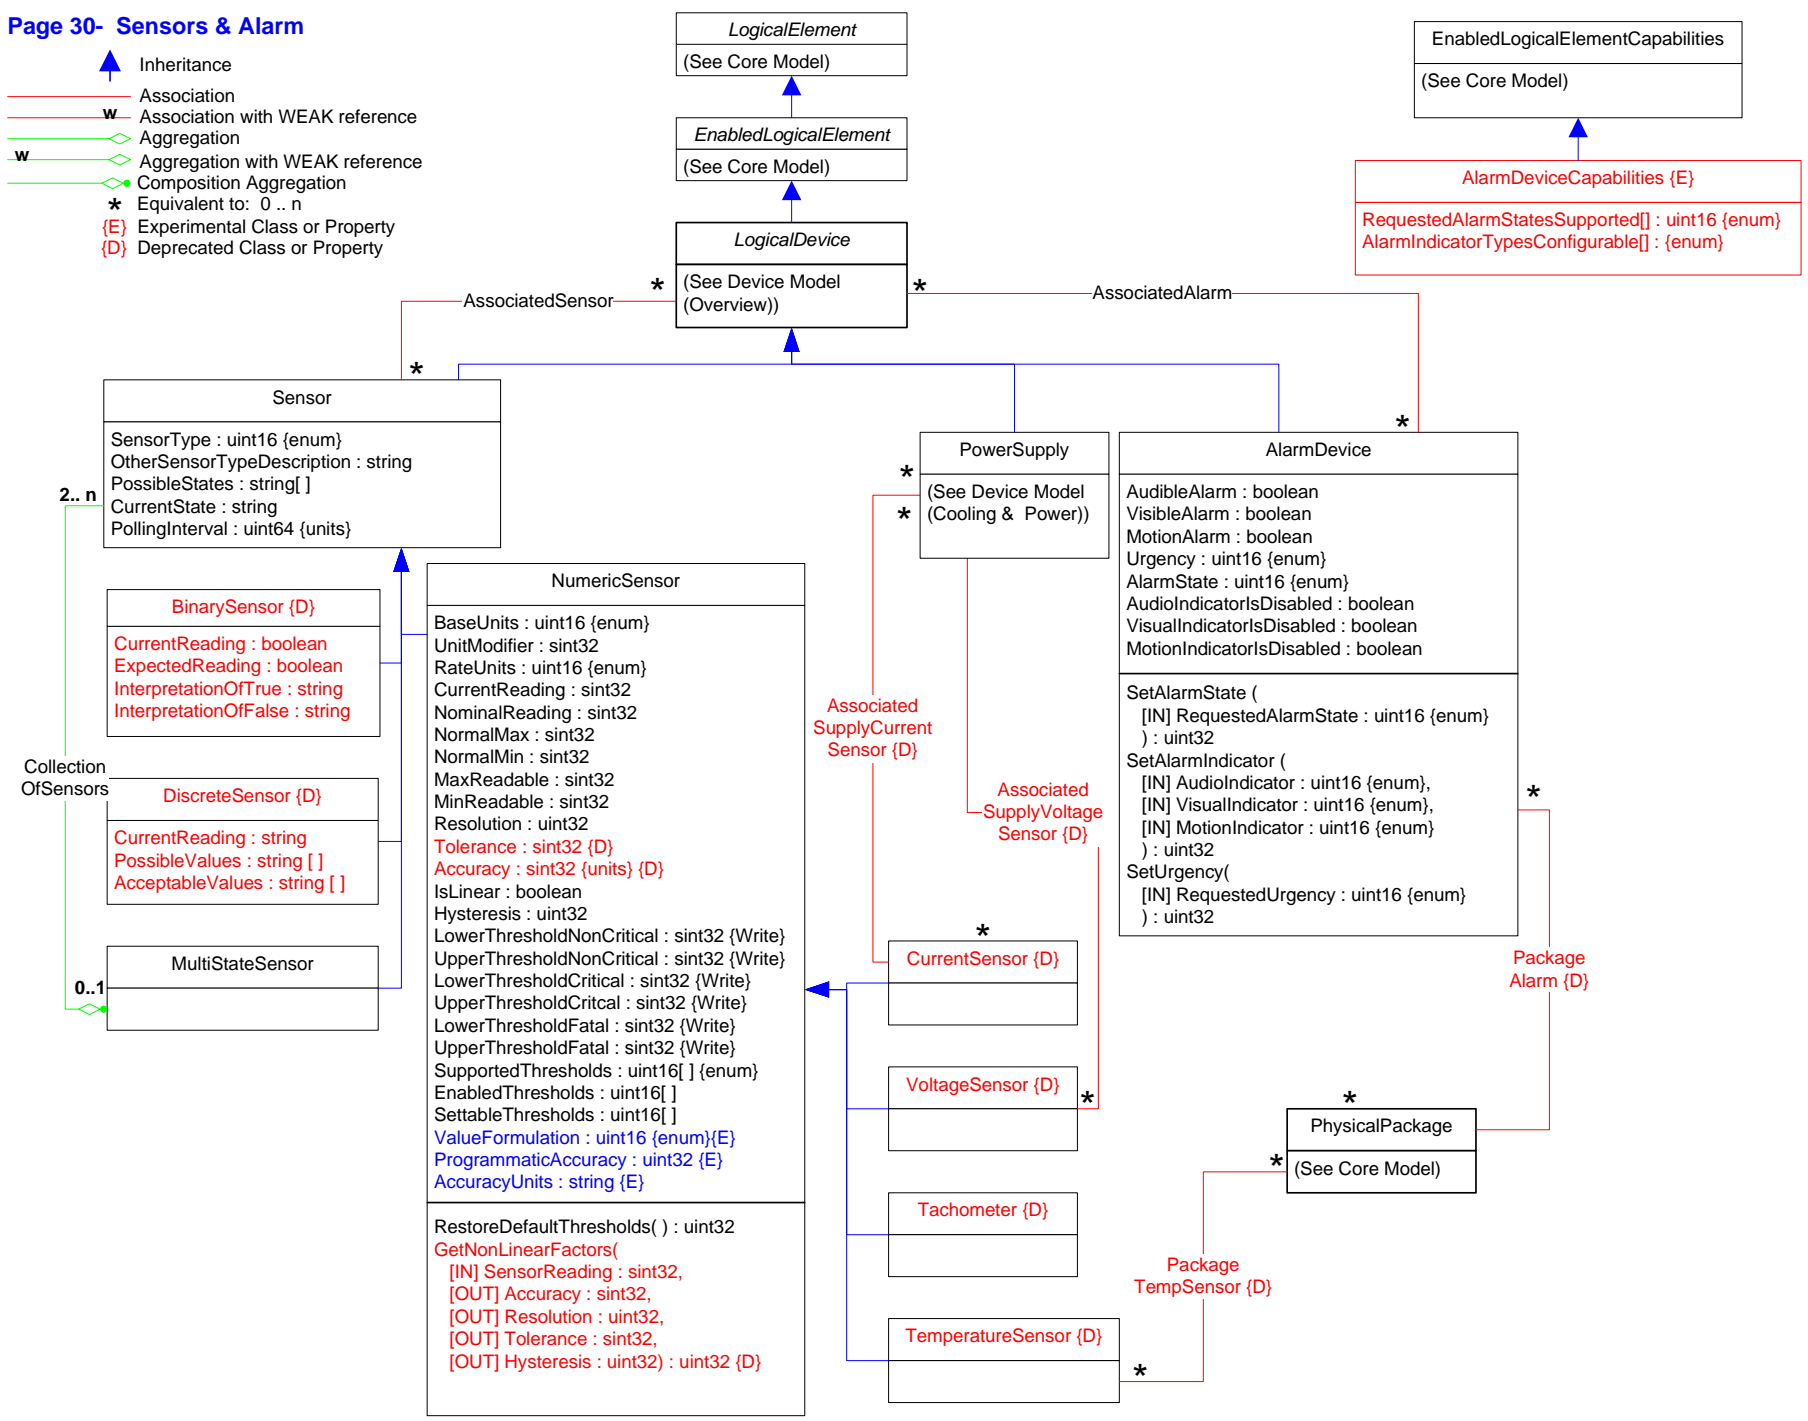 Page 30-  Sensors & Alarm
Inheritance
Association
w Association with WEAK reference
Aggregation
w Aggregation with WEAK reference
Composition Aggregation
* Equivalent to:  0 .. n
{E} Experimental Class or Property
{D} Deprecated Class or Property
LogicalElement
(See Core Model)
EnabledLogicalElement
(See Core Model)
LogicalDevice
(See Device Model
(Overview))
EnabledLogicalElementCapabilities
(See Core Model)
AlarmDeviceCapabilities {E}
RequestedAlarmStatesSupported[] : uint16 {enum}
AlarmIndicatorTypesConfigurable[] : {enum}
*
AssociatedSensor
*
*
AssociatedAlarm
*
Sensor
SensorType : uint16 {enum}
OtherSensorTypeDescription : string
PossibleStates : string[ ]
CurrentState : string
PollingInterval : uint64 {units}
2.. n
Collection
OfSensors
0..1
BinarySensor {D}
CurrentReading : boolean
ExpectedReading : boolean
InterpretationOfTrue : string
InterpretationOfFalse : string
DiscreteSensor {D}
CurrentReading : string
PossibleValues : string [ ]
AcceptableValues : string [ ]
MultiStateSensor
NumericSensor
BaseUnits : uint16 {enum}
UnitModifier : sint32
RateUnits : uint16 {enum}
CurrentReading : sint32
NominalReading : sint32
NormalMax : sint32
NormalMin : sint32
MaxReadable : sint32
MinReadable : sint32
Resolution : uint32
Tolerance : sint32 {D}
Accuracy : sint32 {units} {D}
IsLinear : boolean
Hysteresis : uint32
LowerThresholdNonCritical : sint32 {Write}
UpperThresholdNonCritical : sint32 {Write}
LowerThresholdCritical : sint32 {Write}
UpperThresholdCritcal : sint32 {Write}
LowerThresholdFatal : sint32 {Write}
UpperThresholdFatal : sint32 {Write}
SupportedThresholds : uint16[ ] {enum}
EnabledThresholds : uint16[ ]
SettableThresholds : uint16[ ]
ValueFormulation : uint16 {enum}{E}
ProgrammaticAccuracy : uint32 {E}
AccuracyUnits : string {E}
RestoreDefaultThresholds( ) : uint32
GetNonLinearFactors(
[IN] SensorReading : sint32,
[OUT] Accuracy : sint32,
[OUT] Resolution : uint32,
[OUT] Tolerance : sint32,
[OUT] Hysteresis : uint32) : uint32 {D}
PowerSupply
(See Device Model
(Cooling &  Power))
*
*
Associated
SupplyCurrent
Sensor {D}
Associated
SupplyVoltage
Sensor {D}
AlarmDevice
AudibleAlarm : boolean
VisibleAlarm : boolean
MotionAlarm : boolean
Urgency : uint16 {enum}
AlarmState : uint16 {enum}
AudioIndicatorIsDisabled : boolean
VisualIndicatorIsDisabled : boolean
MotionIndicatorIsDisabled : boolean
SetAlarmState (
[IN] RequestedAlarmState : uint16 {enum}
) : uint32
SetAlarmIndicator (
[IN] AudioIndicator : uint16 {enum},
[IN] VisualIndicator : uint16 {enum},
[IN] MotionIndicator : uint16 {enum}
) : uint32
SetUrgency(
[IN] RequestedUrgency : uint16 {enum}
) : uint32
*
Package
Alarm {D}
*
CurrentSensor {D}
VoltageSensor {D}
*
Tachometer {D}
TemperatureSensor {D}
*
Package
TempSensor {D}
*
*
PhysicalPackage
(See Core Model)